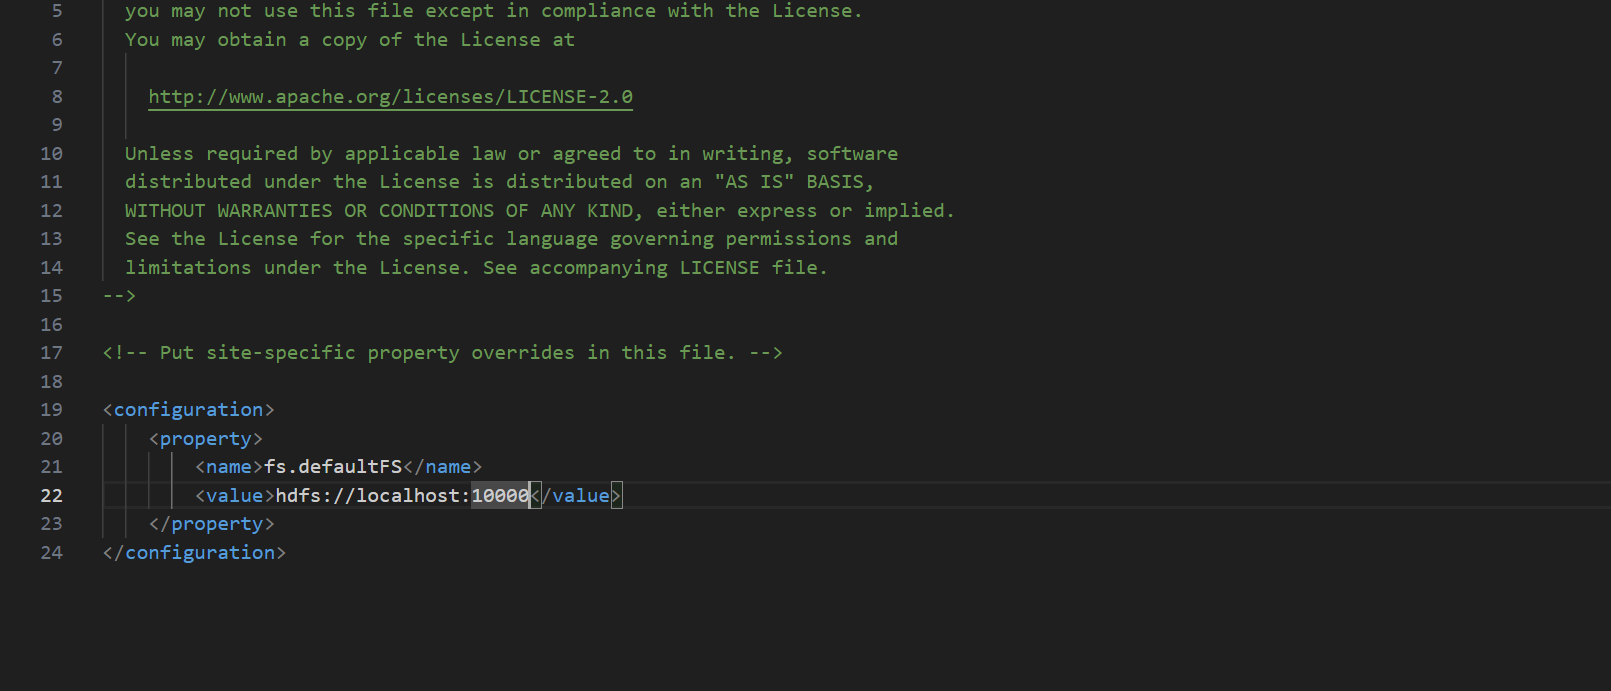 5 you may not use this file except in compliance with the License.
6 You may obtain a copy of the License at
7
8 http://www.apache.org/licenses/LICENSE-2.0
9
10 Unless required by applicable law or agreed to in writing, software
11 distributed under the License is distributed on an "AS IS" BASIS,
12 WITHOUT WARRANTIES OR CONDITIONS OF ANY KIND, either express or implied.
13 See the License for the specific language governing permissions and
14 limitations under the License. See accompanying LICENSE file.
15 -->
16
17 <!-- Put site-specific property overrides in this file. -->
18
19 <configuration>
20 <property>
21 <name>fs.defaultFS</name>
22 <value>hdfs://localhost:10000</value>
23 </property>
24 </configuration>